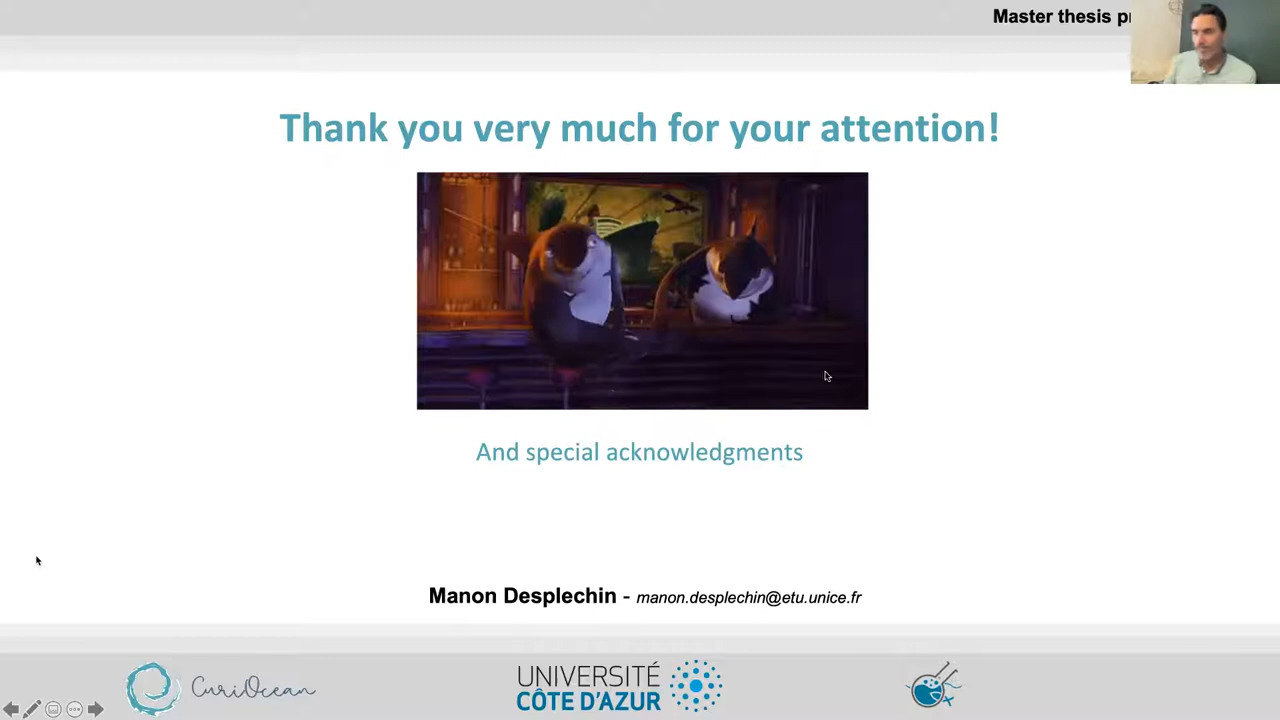 Master thesis
Thank you very much for your attention!
And special acknowledgments
Manon Desplechin - manon.desplechin@etu.unice.fr
CuriOcean
UNIVERSITÉ
CÔTE D'AZUR